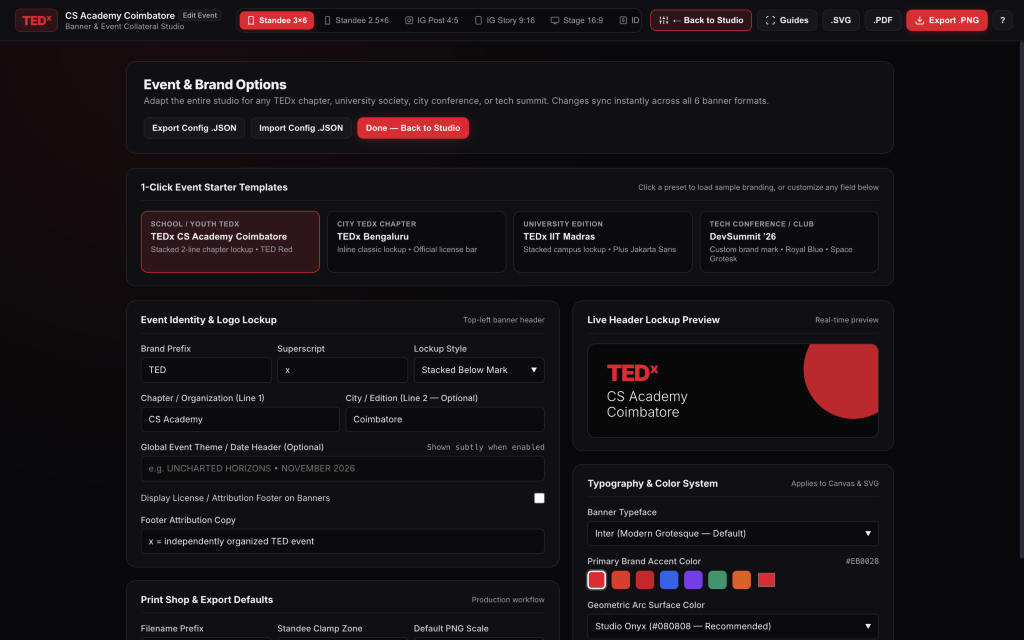 TEDx
CS Academy Coimbatore Edit Event
Banner & Event Collateral Studio
Standee 3×6
Standee 2.5×6
IG Post 4:5
IG Story 9:16
Stage 16:9
ID
← Back to Studio
Guides
.SVG
.PDF
Export .PNG
?
Event & Brand Options
Adapt the entire studio for any TEDx chapter, university society, city conference, or tech summit. Changes sync instantly across all 6 banner formats.
Export Config .JSON
Import Config .JSON
Done — Back to Studio
1-Click Event Starter Templates
Click a preset to load sample branding, or customize any field below
SCHOOL / YOUTH TEDX
TEDx CS Academy Coimbatore
Stacked 2-line chapter lockup • TED Red
CITY TEDX CHAPTER
TEDx Bengaluru
Inline classic lockup • Official license bar
UNIVERSITY EDITION
TEDx IIT Madras
Stacked campus lockup • Plus Jakarta Sans
TECH CONFERENCE / CLUB
DevSummit '26
Custom brand mark • Royal Blue • Space
Grotesk
Event Identity & Logo Lockup
Top-left banner header
Brand Prefix
Superscript
Lockup Style
TED
x
Stacked Below Mark
Chapter / Organization (Line 1)
City / Edition (Line 2 — Optional)
CS Academy
Coimbatore
Global Event Theme / Date Header (Optional)
Shown subtly when enabled
e.g. UNCHARTED HORIZONS • NOVEMBER 2026
Display License / Attribution Footer on Banners
Footer Attribution Copy
x = independently organized TED event
Print Shop & Export Defaults
Production workflow
Filename Prefix
Standee Clamp Zone
Default PNG Scale
Live Header Lockup Preview
Real-time preview
TEDx
CS Academy
Coimbatore
Typography & Color System
Applies to Canvas & SVG
Banner Typeface
Inter (Modern Grotesque — Default)
Primary Brand Accent Color
#EB0028
Geometric Arc Surface Color
Studio Onyx (#080808 — Recommended)